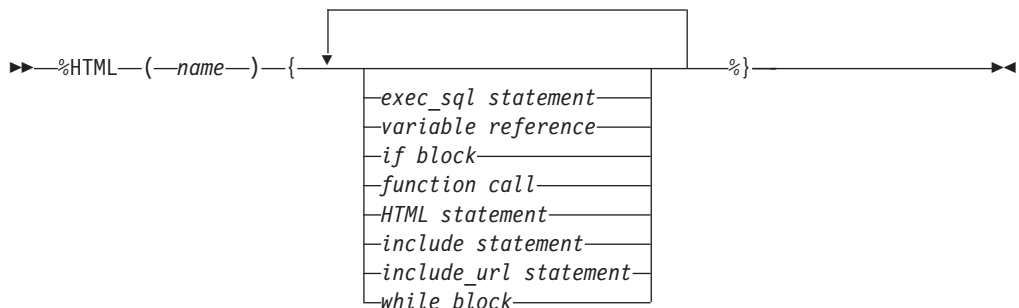 %HTML ( name ) { %}
exec_sql statement
variable reference
if block
function call
HTML statement
include statement
include_url statement
while block